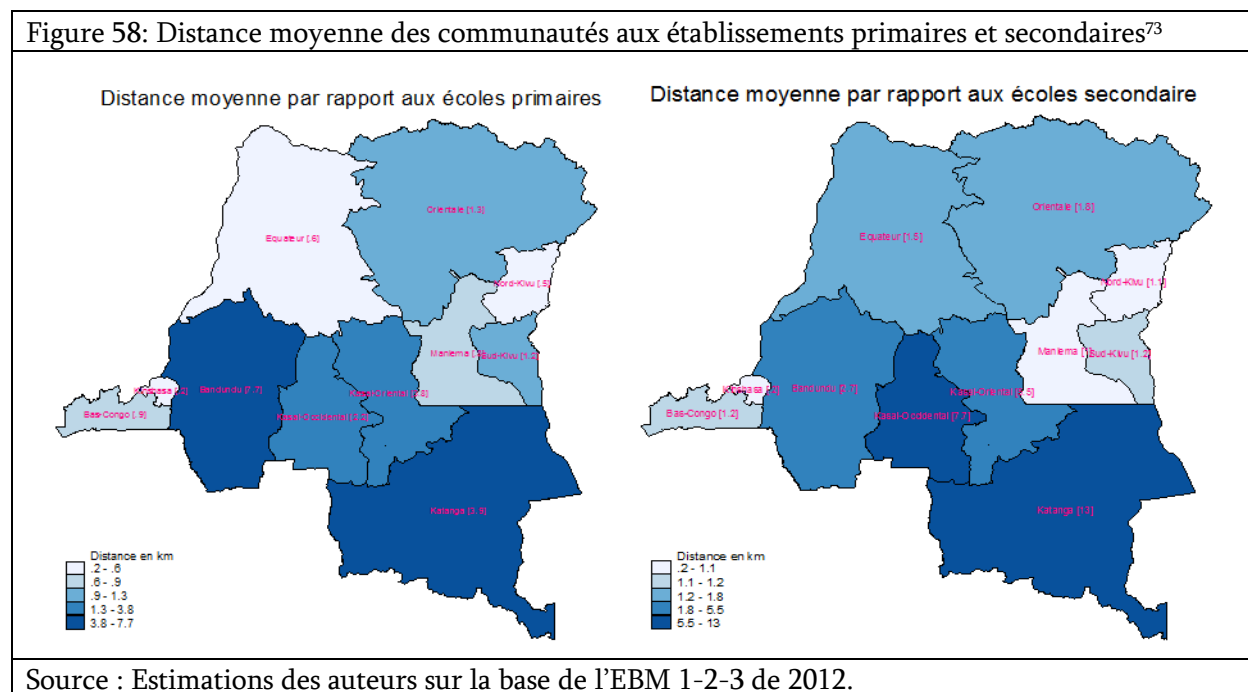 Figure 58: Distance moyenne des communautés aux établissements primaires et secondaires⁷³
Distance moyenne par rapport aux écoles primaires
Orientale [1.3]
Equateur [.6]
Nord-Kivu [.5]
Maniema
Sud-Kivu [1.2]
Bandundu [7.7]
Kasai-Oriental
Bas-Congo [.9]
Kasai-Occidental
Katanga
Distance en km
.2 - .6
.6 - .9
.9 - 1.3
1.3 - 3.8
3.8 - 7.7
Distance moyenne par rapport aux écoles secondaire
Orientale [1.8]
Equateur [1.5]
Nord-Kivu [1.1]
Maniema
Sud-Kivu [1.2]
Bandundu [2.7]
Kasai-Oriental
Bas-Congo [1.2]
Kasai-Occidental [7.7]
Katanga [13]
Distance en km
.2 - 1.1
1.1 - 1.2
1.2 - 1.8
1.8 - 5.5
5.5 - 13
Source : Estimations des auteurs sur la base de l'EBM 1-2-3 de 2012.